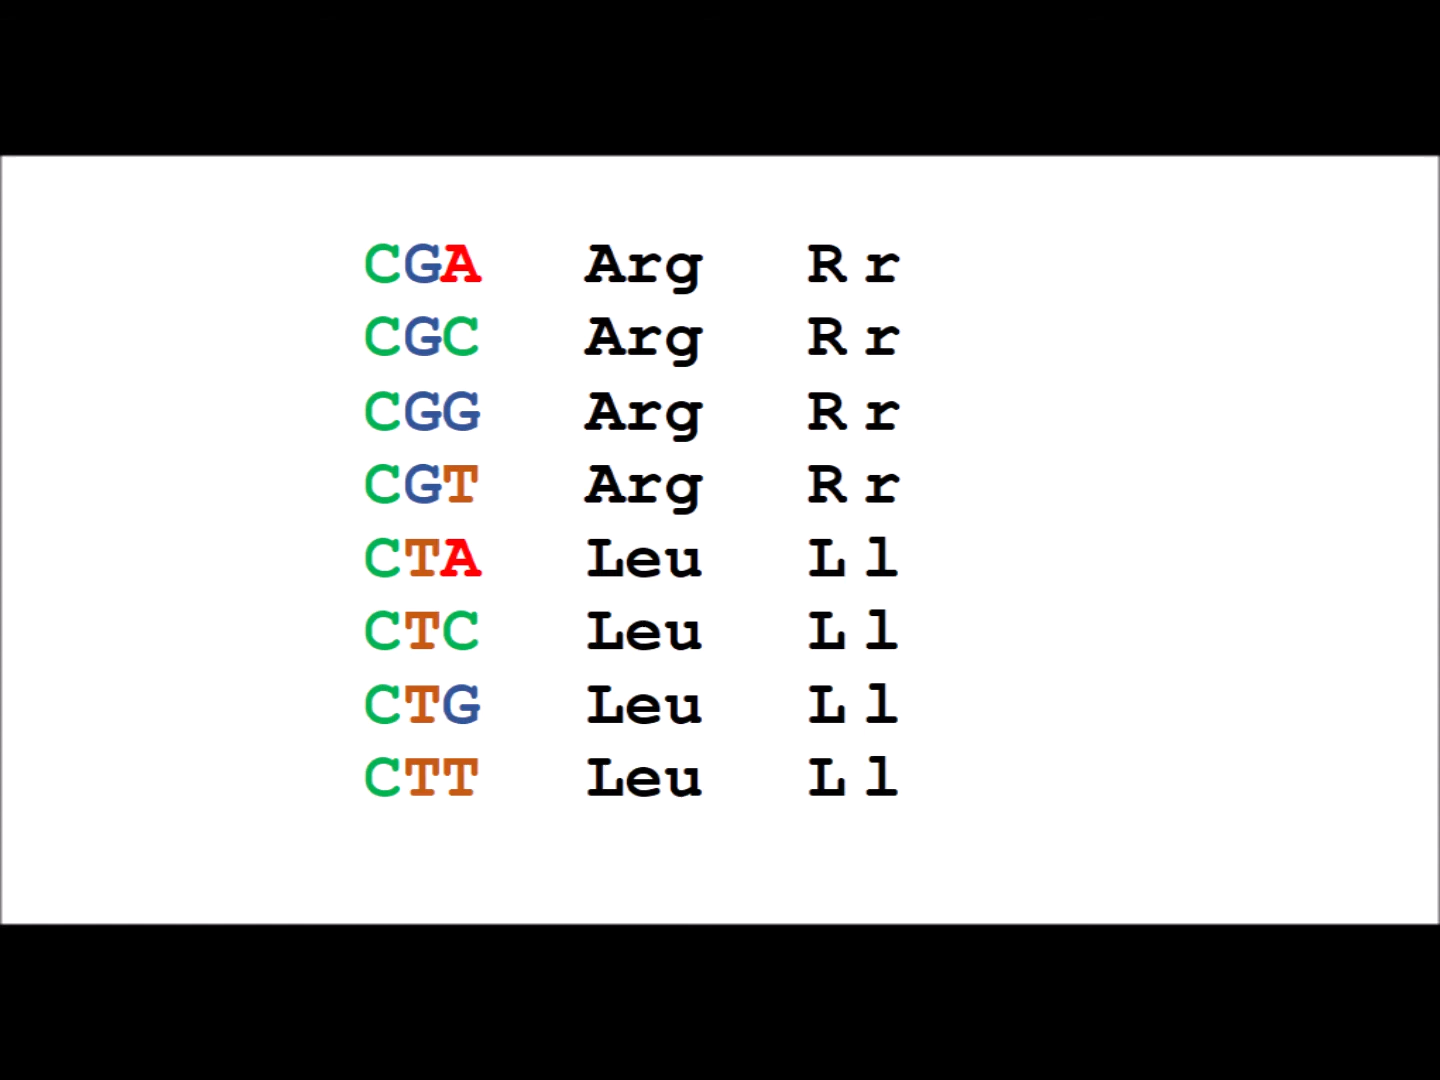 CGA Arg R r
CGC Arg R r
CGG Arg R r
CGT Arg R r
CTA Leu L l
CTC Leu L l
CTG Leu L l
CTT Leu L l